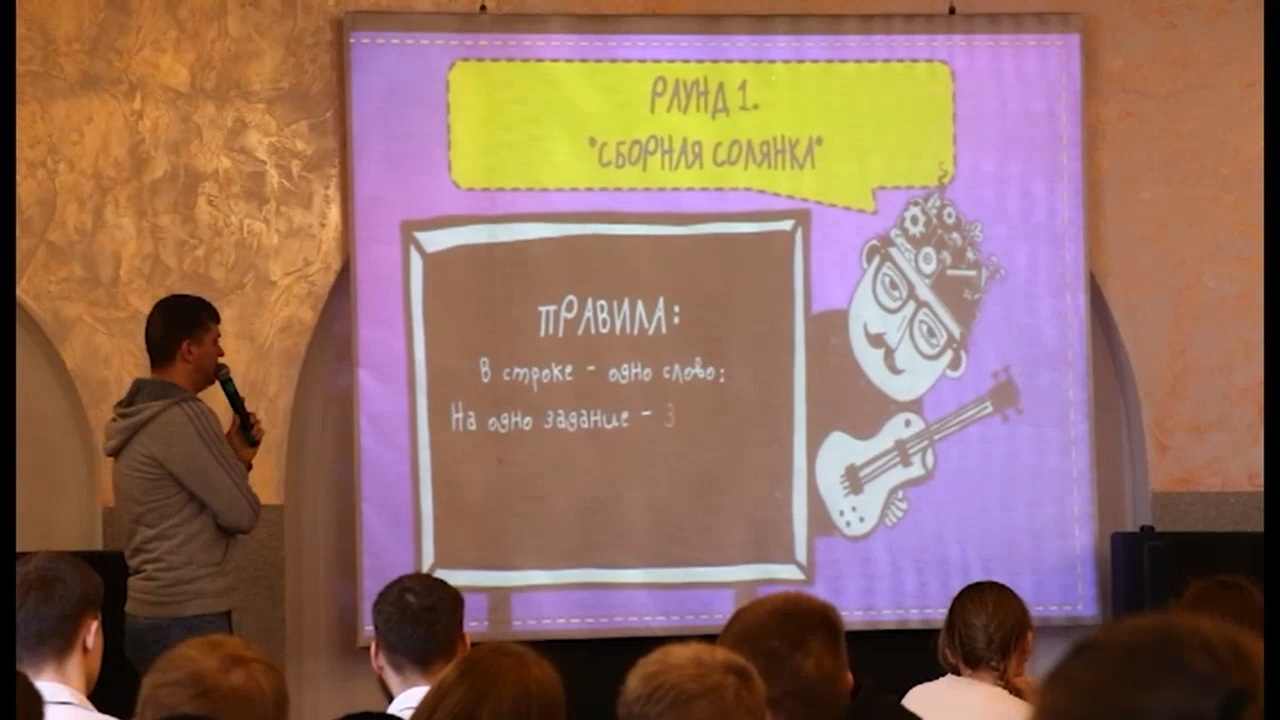 РАУНД 1.
"СБОРНАЯ СОЛЯНКА"
ПРАВИЛА:
В строке - одно слово;
На одно задание - 3